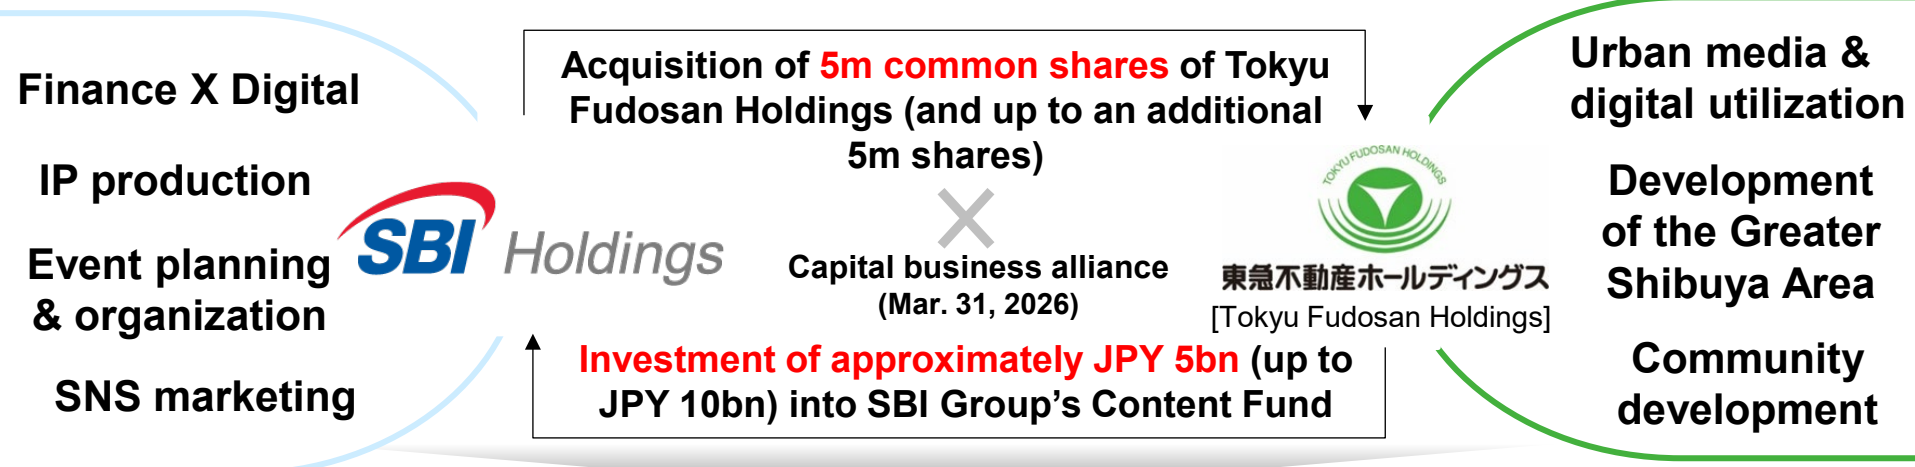 Finance X Digital
IP production
Event planning
& organization
SNS marketing
SBI Holdings
Acquisition of 5m common shares of Tokyu
Fudosan Holdings (and up to an additional
5m shares)
Capital business alliance
(Mar. 31, 2026)
Investment of approximately JPY 5bn (up to
JPY 10bn) into SBI Group's Content Fund
TOKYU FUDOSAN HOLDINGS
東急不動産ホールディングス
[Tokyu Fudosan Holdings]
Urban media &
digital utilization
Development
of the Greater
Shibuya Area
Community
development